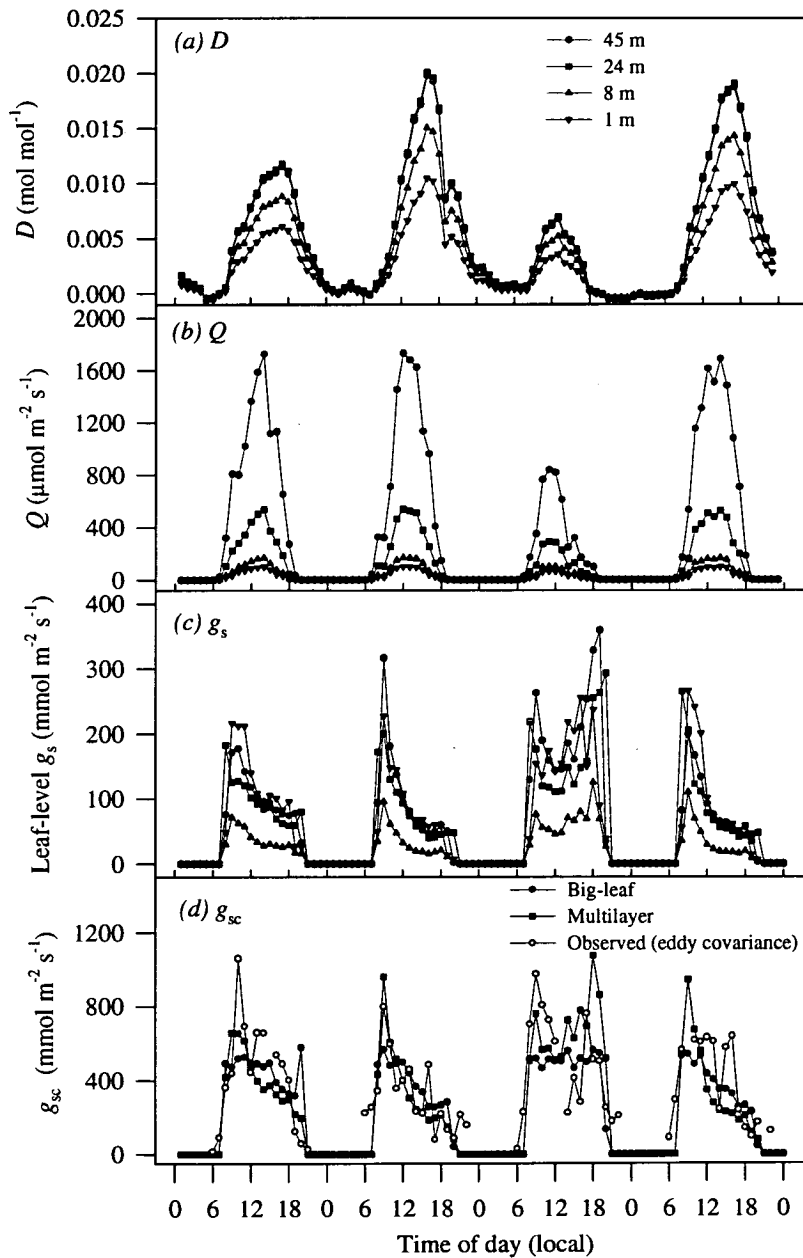 (a) D
45 m
24 m
8 m
1 m
D (mol mol⁻¹)
0.025
0.020
0.015
0.010
0.005
0.000
(b) Q
Q (μmol m⁻² s⁻¹)
2000
1600
1200
800
400
0
(c) gₛ
Leaf-level gₛ (mmol m⁻² s⁻¹)
400
300
200
100
0
(d) g_sc
Big-leaf
Multilayer
Observed (eddy covariance)
g_sc (mmol m⁻² s⁻¹)
1200
800
400
0
0 6 12 18 0 6 12 18 0 6 12 18 0 6 12 18 0
Time of day (local)